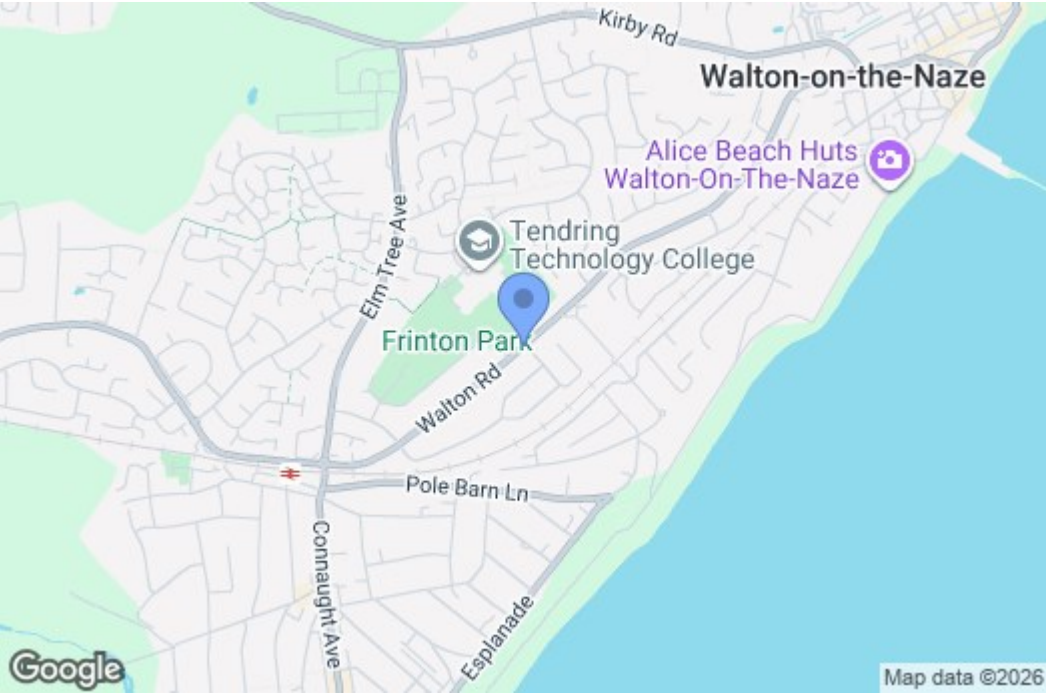 Kirby Rd
Walton-on-the-Naze
Alice Beach Huts
Walton-On-The-Naze
Elm Tree Ave
Tendring
Technology College
Frinton Park
Walton Rd
Pole Barn Ln
Connaught Ave
Esplanade
Google
Map data ©2026